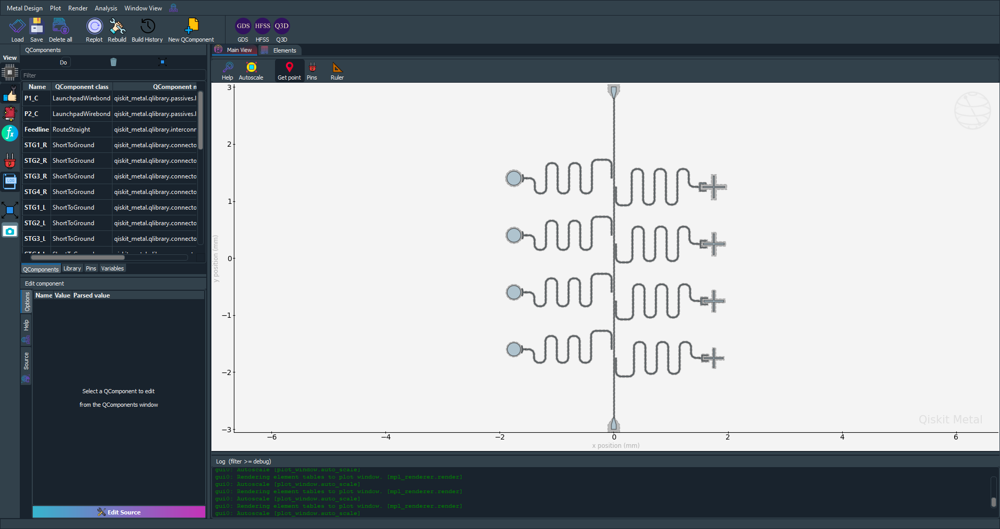 Metal Design Plot Render Analysis Window View
GDS HFSS Q3D
Load Save Delete all Replot Rebuild Build History New QComponent GDS HFSS Q3D
QComponents
Main View Elements
View
Do
Filter
Help Autoscale Get point Pins Ruler
Name QComponent class QComponent n
P1_C LaunchpadWirebond qiskit_metal.qlibrary.passives.l
P2_C LaunchpadWirebond qiskit_metal.qlibrary.passives.l
Feedline RouteStraight qiskit_metal.qlibrary.interconn
STG1_R ShortToGround qiskit_metal.qlibrary.connecto
STG2_R ShortToGround qiskit_metal.qlibrary.connecto
STG3_R ShortToGround qiskit_metal.qlibrary.connecto
STG4_R ShortToGround qiskit_metal.qlibrary.connecto
STG1_L ShortToGround qiskit_metal.qlibrary.connecto
STG2_L ShortToGround qiskit_metal.qlibrary.connecto
STG3_L ShortToGround qiskit_metal.qlibrary.connecto
fx
LOG
QComponents Library Pins Variables
Edit component
Options
Help
Source
Name Value Parsed value
Select a QComponent to edit
from the QComponents window
Edit Source
3
2
1
0
−1
−2
−3
y position (mm)
−6 −4 −2 0 2 4 6
x position (mm)
Qiskit Metal
Log (filter >= debug)
gui0: Autoscale [plot_window.auto_scale]
gui0: Rendering element tables to plot window. [mpl_renderer.render]
gui0: Autoscale [plot_window.auto_scale]
gui0: Rendering element tables to plot window. [mpl_renderer.render]
gui0: Autoscale [plot_window.auto_scale]
gui0: Rendering element tables to plot window. [mpl_renderer.render]
gui0: Autoscale [plot_window.auto_scale]